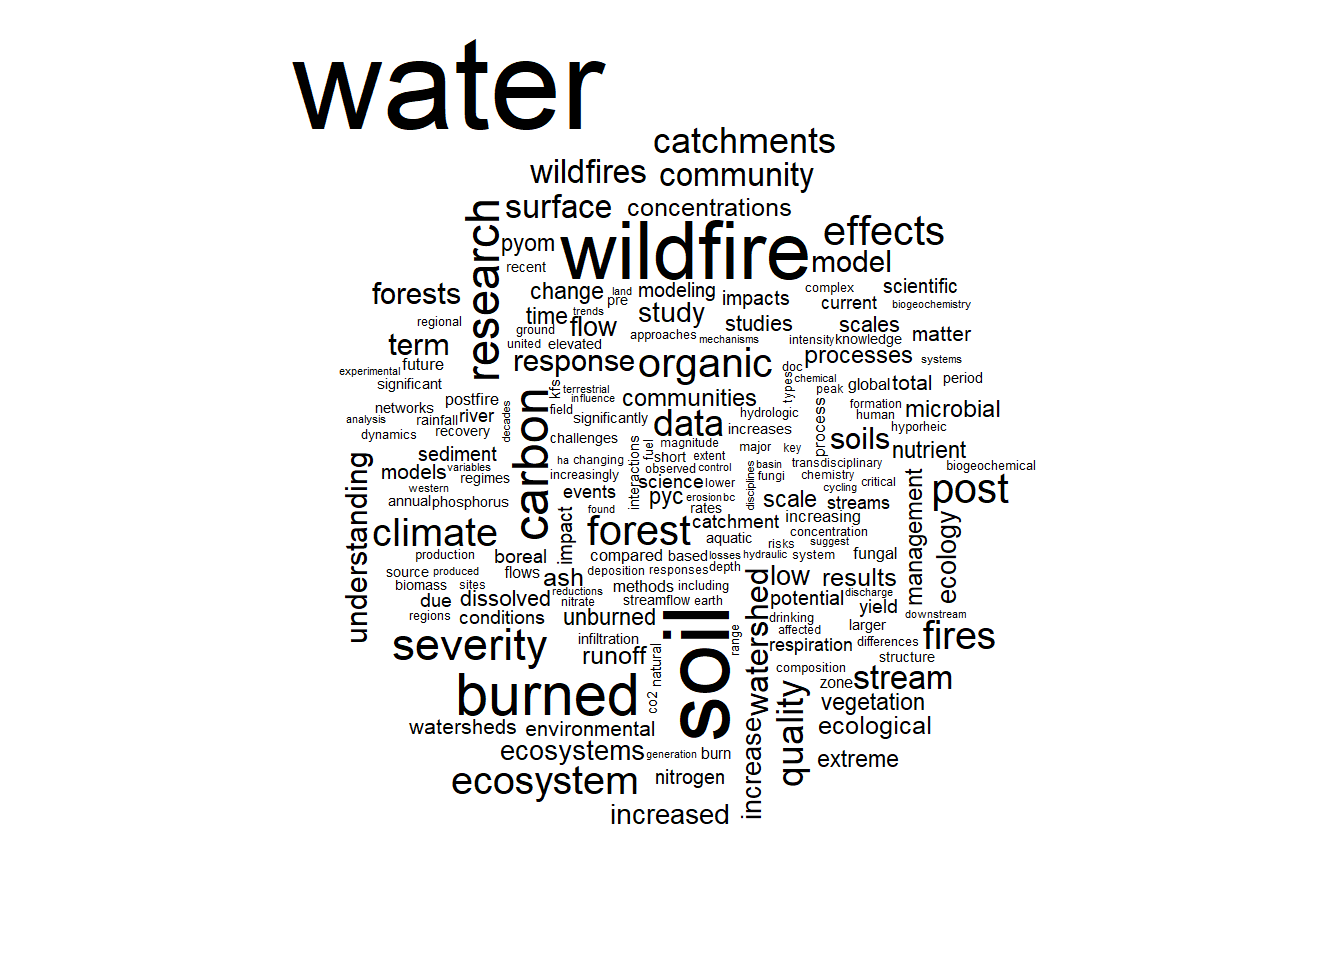 water
catchments
wildfires community
surface concentrations
research
pyom wildfire effects
recent model
forests change land modeling impacts complex scientific
pre current biogeochemistry
regional time trends study studies scales
ground flow approaches mechanisms intensity knowledge matter
term united elevated
experimental future response organic doc processes systems
significant kfs terrestrial types chemical peak global total period
networks postfire carbon influence communities formation microbial
analysis rainfall river decades field significantly data hydrologic process human
dynamics recovery challenges increases soils hyporheic
sediment interactions fuel magnitude major key nutrient
understanding models variables ha changing short extent basin transdisciplinary biogeochemical
western regimes increasingly observed control disciplines fungi chemistry critical
annual phosphorus events science lower cycling management post
found pyc erosion bc scale streams
climate impact forest rates catchment increasing ecology
aquatic concentration
production boreal compared based losses risks suggest hydraulic system fungal
source produced flows ash deposition responses depth
biomass sites reductions methods including watershed low results
due dissolved nitrate streamflow earth potential discharge yield
regions conditions unburned soil range drinking larger downstream
severity infiltration affected differences fires
runoff natural respiration structure
burned co2 composition zone stream
quality vegetation
watersheds environmental increase ecological
ecosystems generation burn extreme
ecosystem nitrogen
increased